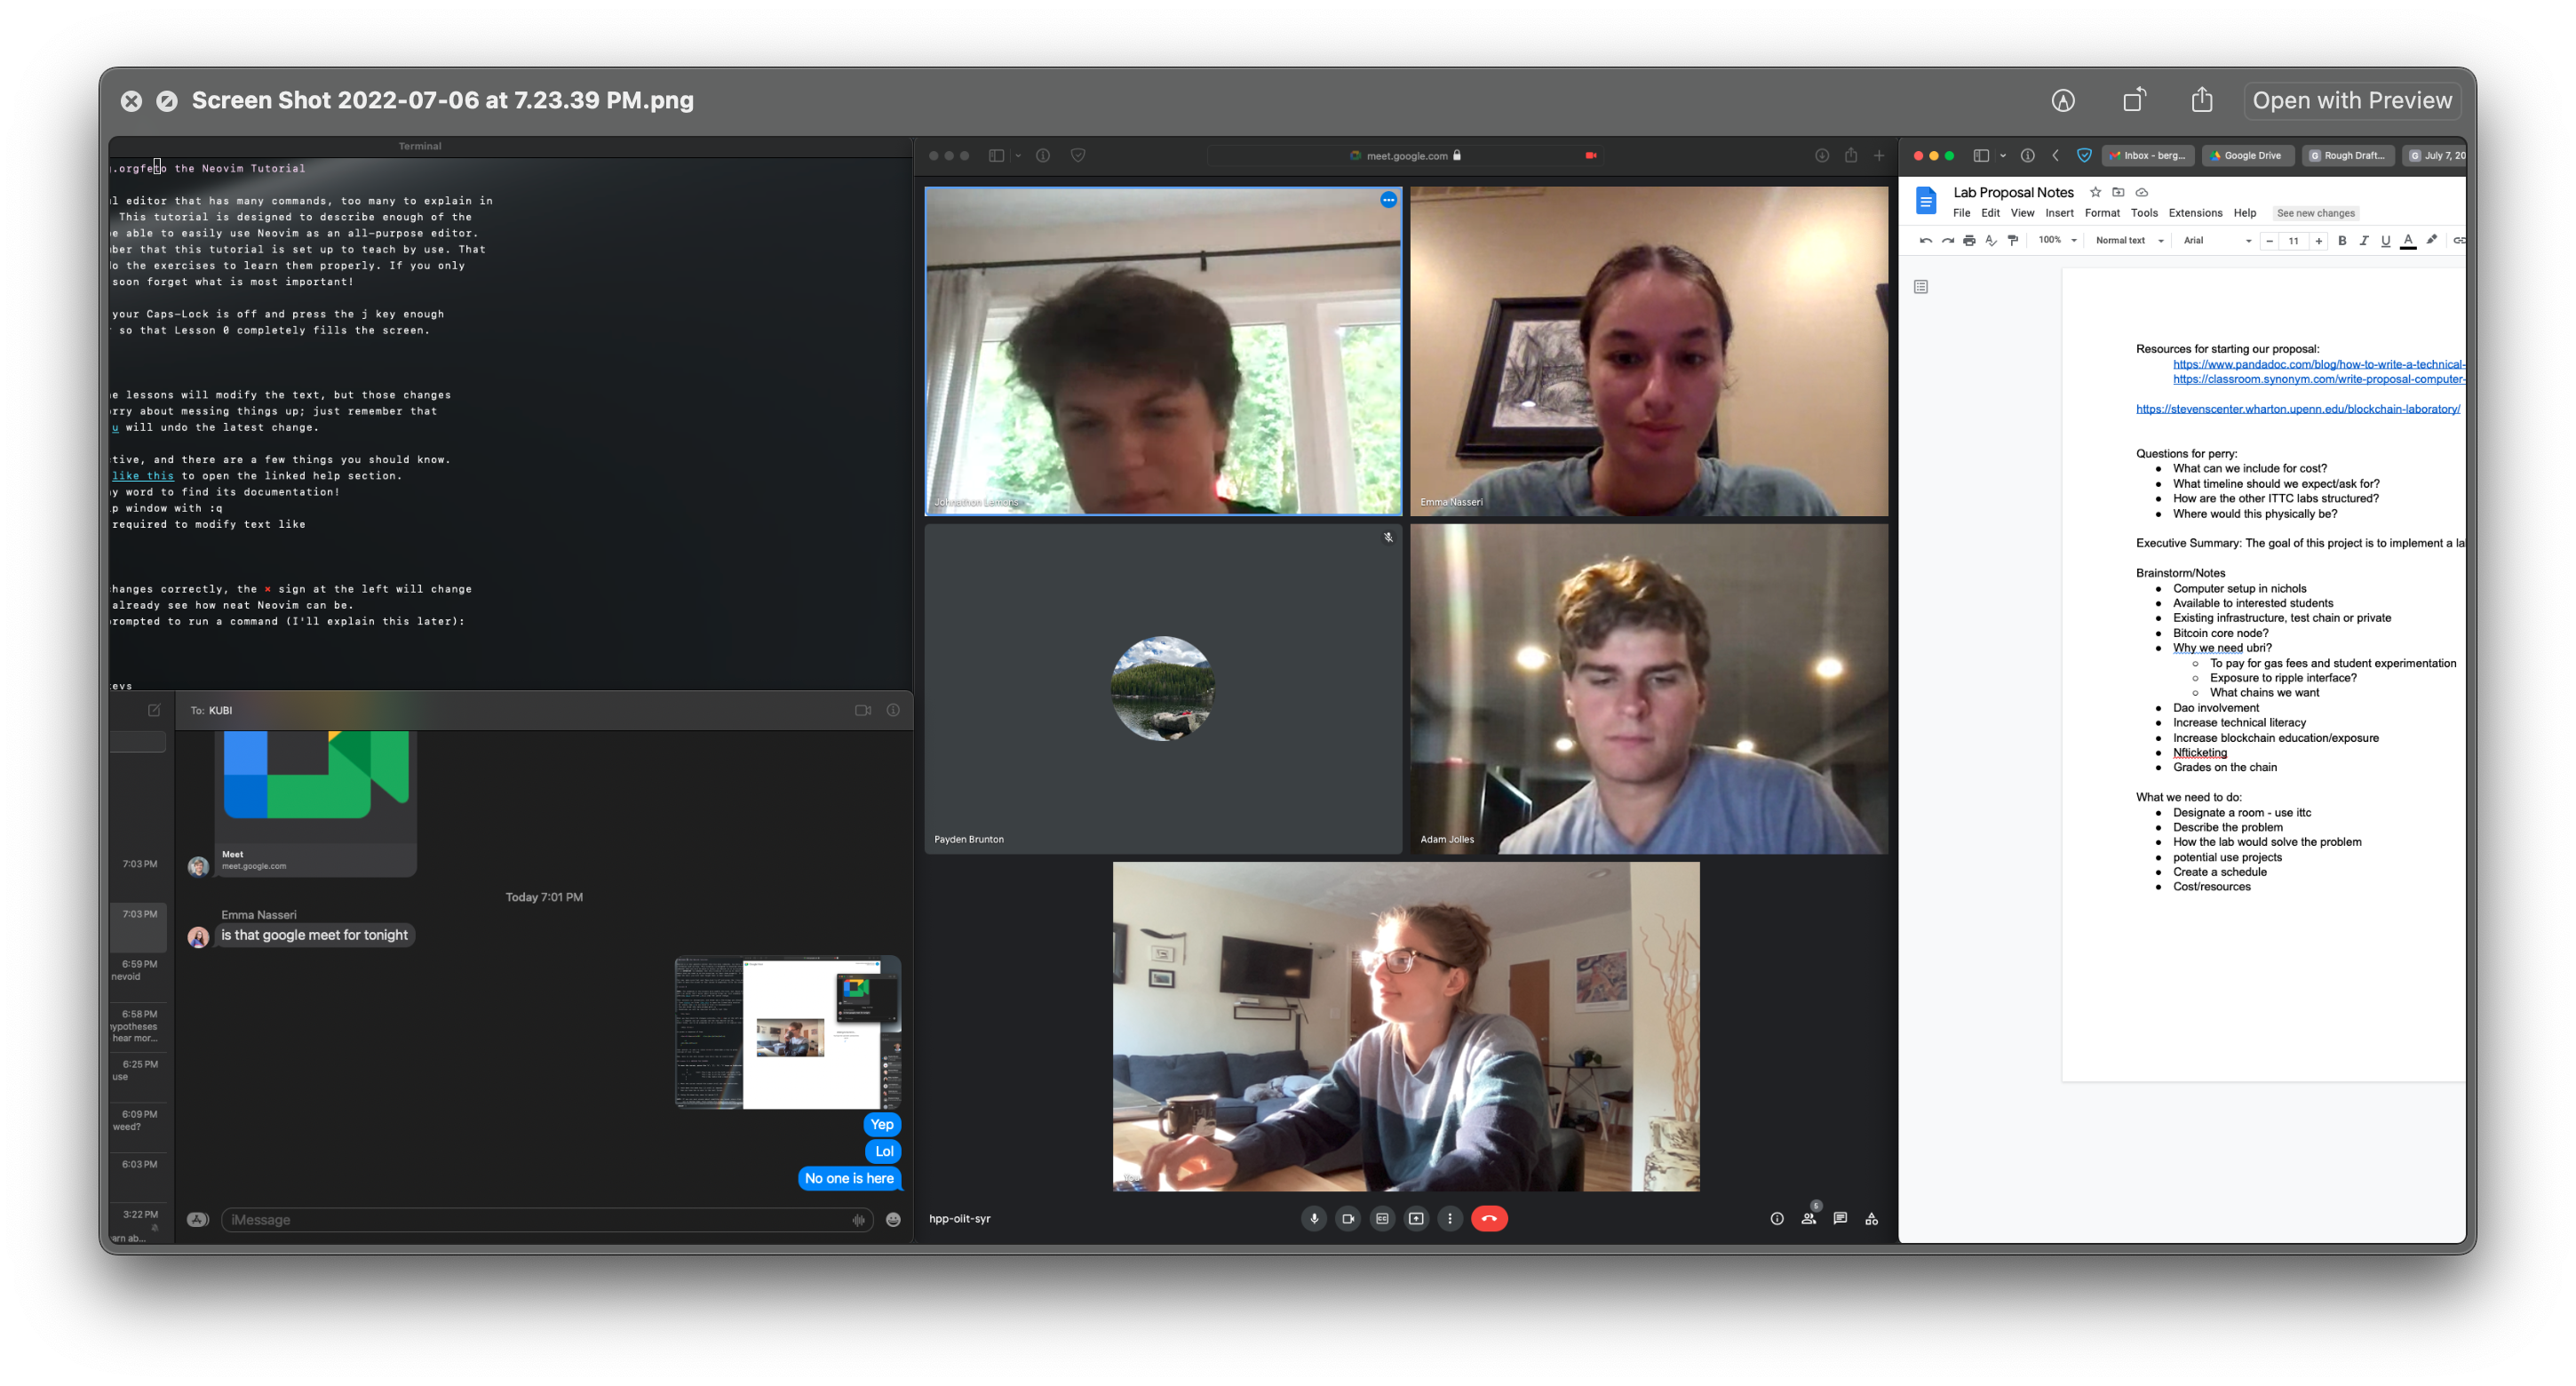 Screen Shot 2022-07-06 at 7.23.39 PM.png
Open with Preview
Terminal
.orgfeto the Neovim Tutorial
l editor that has many commands, too many to explain in
This tutorial is designed to describe enough of the
e able to easily use Neovim as an all-purpose editor.
ber that this tutorial is set up to teach by use. That
o the exercises to learn them properly. If you only
soon forget what is most important!
your Caps-Lock is off and press the j key enough
so that Lesson 0 completely fills the screen.
e lessons will modify the text, but those changes
rry about messing things up; just remember that
u will undo the latest change.
tive, and there are a few things you should know.
like this to open the linked help section.
y word to find its documentation!
p window with :q
required to modify text like
hanges correctly, the × sign at the left will change
already see how neat Neovim can be.
rompted to run a command (I'll explain this later):
eys
To: KUBI
Meet
meet.google.com
7:03 PM
Today 7:01 PM
7:03 PM
Emma Nasseri
is that google meet for tonight
6:59 PM
nevoid
6:58 PM
ypotheses
hear mor...
6:25 PM
use
6:09 PM
weed?
Yep
Lol
6:03 PM
No one is here
3:22 PM
arn ab...
iMessage
meet.google.com
Johnathon Lemons
Emma Nasseri
Payden Brunton
Adam Jolles
You
hpp-oiit-syr
5
Inbox - berg...
Google Drive
Rough Draft...
July 7, 20
Lab Proposal Notes
File Edit View Insert Format Tools Extensions Help See new changes
100% Normal text Arial - 11 + B I U A
Resources for starting our proposal:
https://www.pandadoc.com/blog/how-to-write-a-technical-
https://classroom.synonym.com/write-proposal-computer-
https://stevenscenter.wharton.upenn.edu/blockchain-laboratory/
Questions for perry:
● What can we include for cost?
● What timeline should we expect/ask for?
● How are the other ITTC labs structured?
● Where would this physically be?
Executive Summary: The goal of this project is to implement a la
Brainstorm/Notes
● Computer setup in nichols
● Available to interested students
● Existing infrastructure, test chain or private
● Bitcoin core node?
● Why we need ubri?
○ To pay for gas fees and student experimentation
○ Exposure to ripple interface?
○ What chains we want
● Dao involvement
● Increase technical literacy
● Increase blockchain education/exposure
● Nfticketing
● Grades on the chain
What we need to do:
● Designate a room - use ittc
● Describe the problem
● How the lab would solve the problem
● potential use projects
● Create a schedule
● Cost/resources